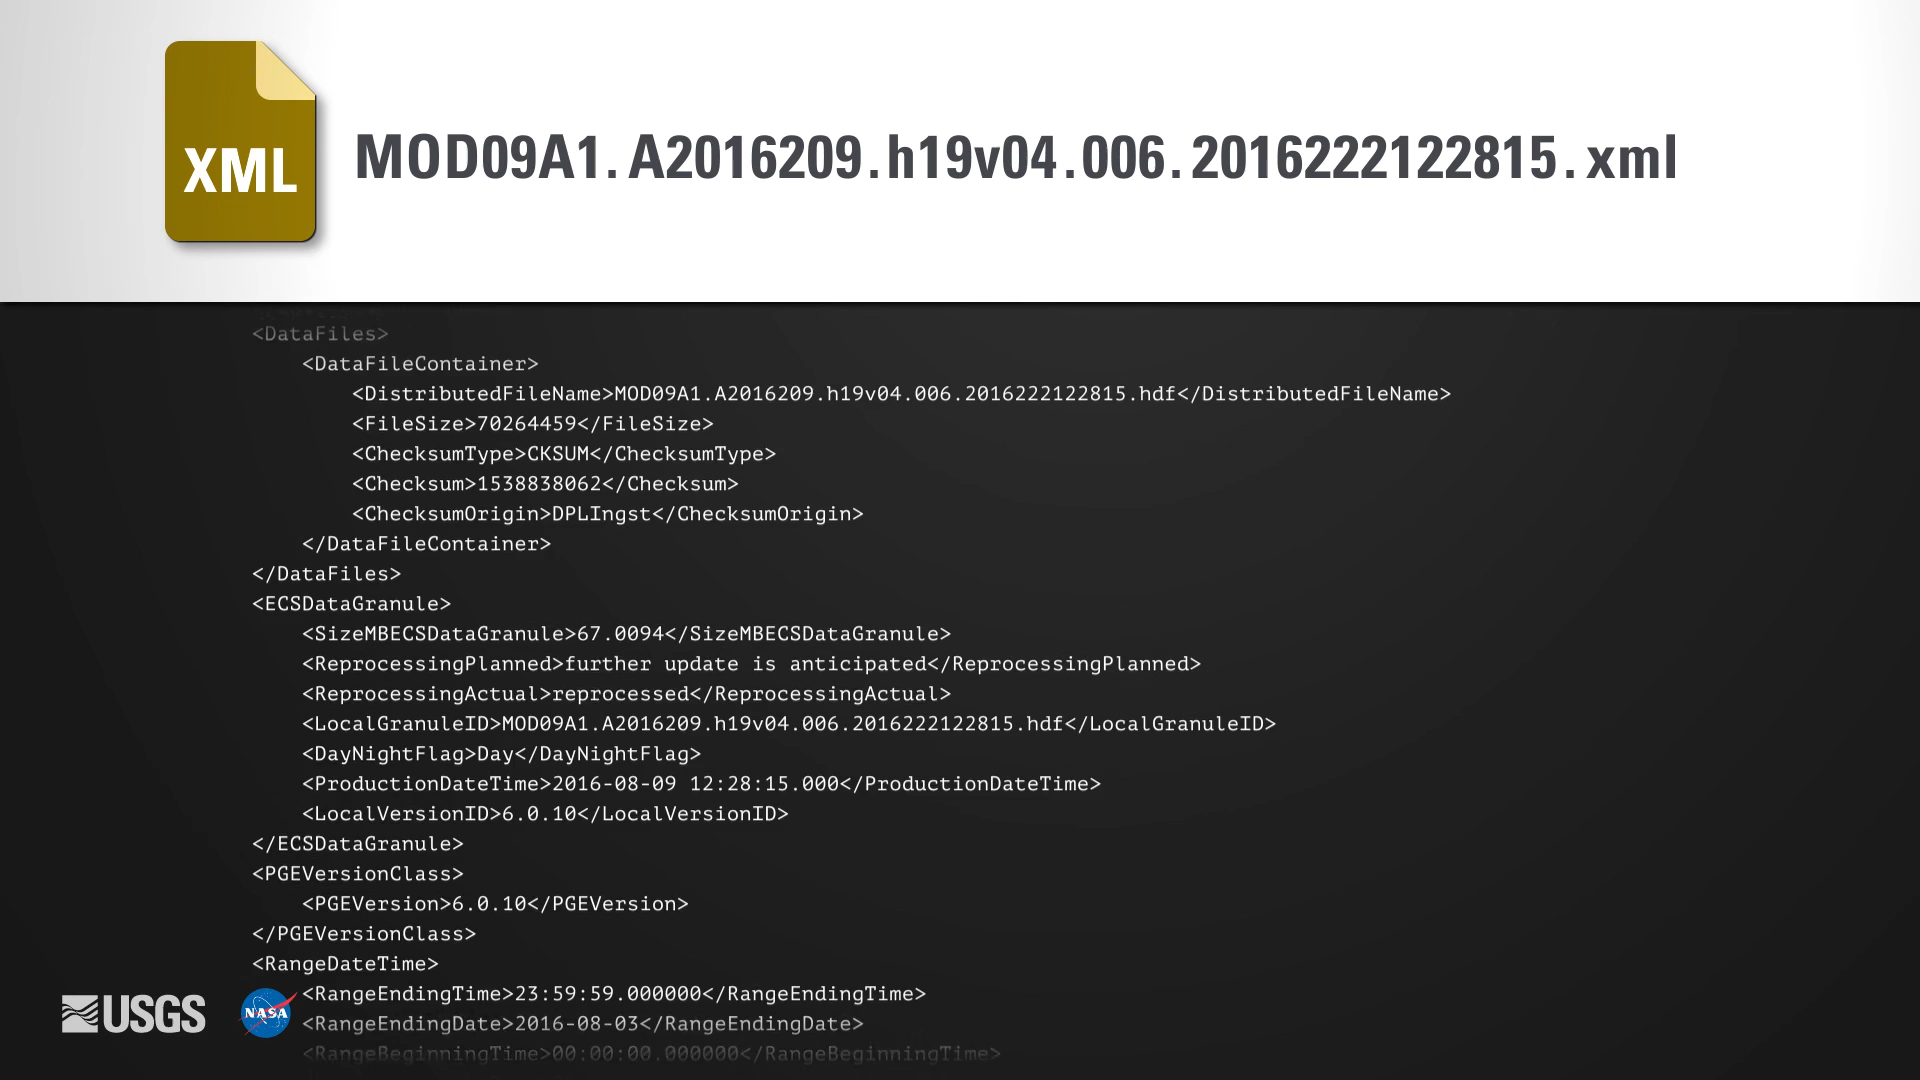 XML
MOD09A1.A2016209.h19v04.006.2016222122815.xml
<DataFiles>
<DataFileContainer>
<DistributedFileName>MOD09A1.A2016209.h19v04.006.2016222122815.hdf</DistributedFileName>
<FileSize>70264459</FileSize>
<ChecksumType>CKSUM</ChecksumType>
<Checksum>1538838062</Checksum>
<ChecksumOrigin>DPLIngst</ChecksumOrigin>
</DataFileContainer>
</DataFiles>
<ECSDataGranule>
<SizeMBECSDataGranule>67.0094</SizeMBECSDataGranule>
<ReprocessingPlanned>further update is anticipated</ReprocessingPlanned>
<ReprocessingActual>reprocessed</ReprocessingActual>
<LocalGranuleID>MOD09A1.A2016209.h19v04.006.2016222122815.hdf</LocalGranuleID>
<DayNightFlag>Day</DayNightFlag>
<ProductionDateTime>2016-08-09 12:28:15.000</ProductionDateTime>
<LocalVersionID>6.0.10</LocalVersionID>
</ECSDataGranule>
<PGEVersionClass>
<PGEVersion>6.0.10</PGEVersion>
</PGEVersionClass>
<RangeDateTime>
<RangeEndingTime>23:59:59.000000</RangeEndingTime>
<RangeEndingDate>2016-08-03</RangeEndingDate>
<RangeBeginningTime>00:00:00.000000</RangeBeginningTime>
USGS
NASA